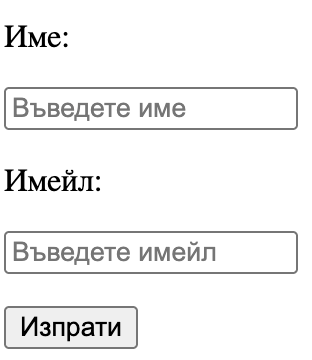 Име:
Въведете име
Имейл:
Въведете имейл
Изпрати